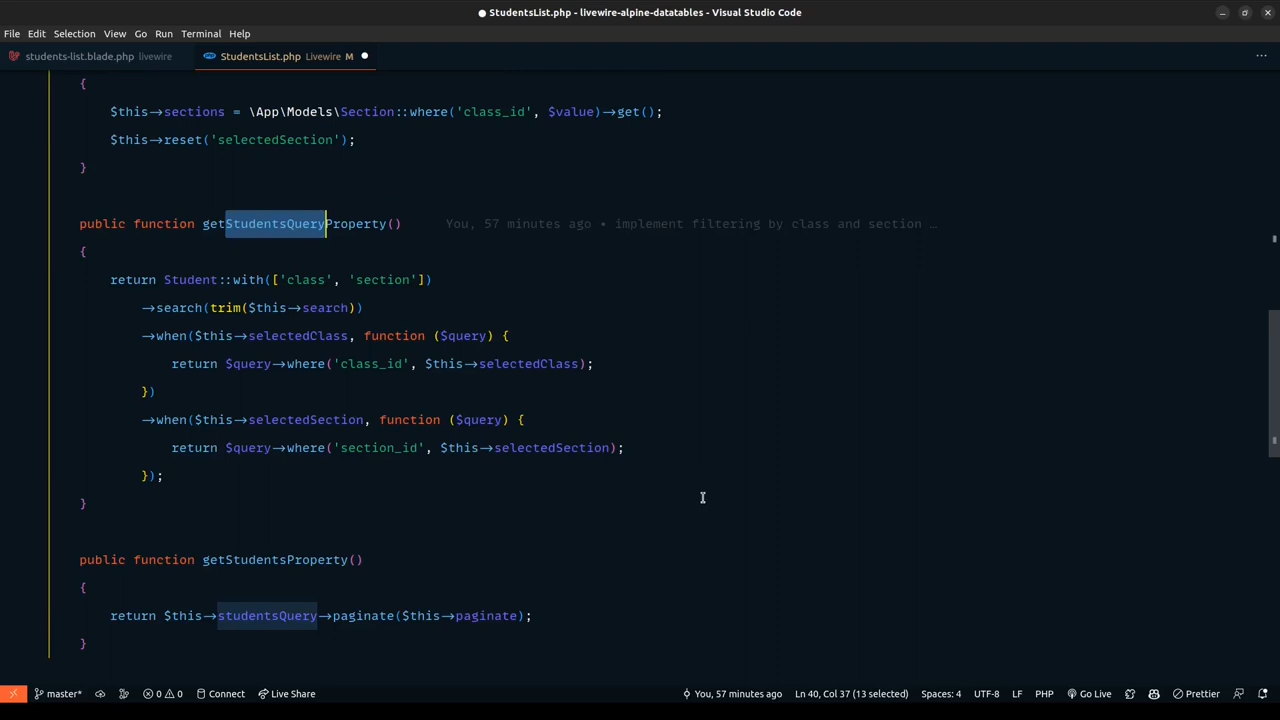 StudentsList.php - livewire-alpine-datatables - Visual Studio Code
File Edit Selection View Go Run Terminal Help
students-list.blade.php livewire
StudentsList.php Livewire M
{
$this->sections = \App\Models\Section::where('class_id', $value)->get();
$this->reset('selectedSection');
}
public function getStudentsQueryProperty() You, 57 minutes ago • implement filtering by class and section …
{
return Student::with(['class', 'section'])
->search(trim($this->search))
->when($this->selectedClass, function ($query) {
return $query->where('class_id', $this->selectedClass);
})
->when($this->selectedSection, function ($query) {
return $query->where('section_id', $this->selectedSection);
});
}
public function getStudentsProperty()
{
return $this->studentsQuery->paginate($this->paginate);
}
master* 0 0 Connect Live Share You, 57 minutes ago Ln 40, Col 37 (13 selected) Spaces: 4 UTF-8 LF PHP Go Live Prettier